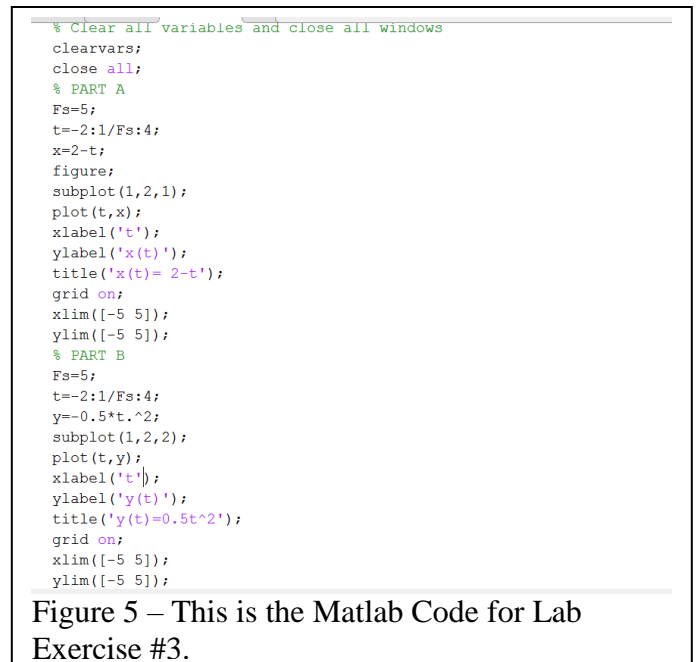 % Clear all variables and close all windows
clearvars;
close all;
% PART A
Fs=5;
t=-2:1/Fs:4;
x=2-t;
figure;
subplot(1,2,1);
plot(t,x);
xlabel('t');
ylabel('x(t)');
title('x(t)= 2-t');
grid on;
xlim([-5 5]);
ylim([-5 5]);
% PART B
Fs=5;
t=-2:1/Fs:4;
y=-0.5*t.^2;
subplot(1,2,2);
plot(t,y);
xlabel('t');
ylabel('y(t)');
title('y(t)=0.5t^2');
grid on;
xlim([-5 5]);
ylim([-5 5]);
Figure 5 – This is the Matlab Code for Lab
Exercise #3.